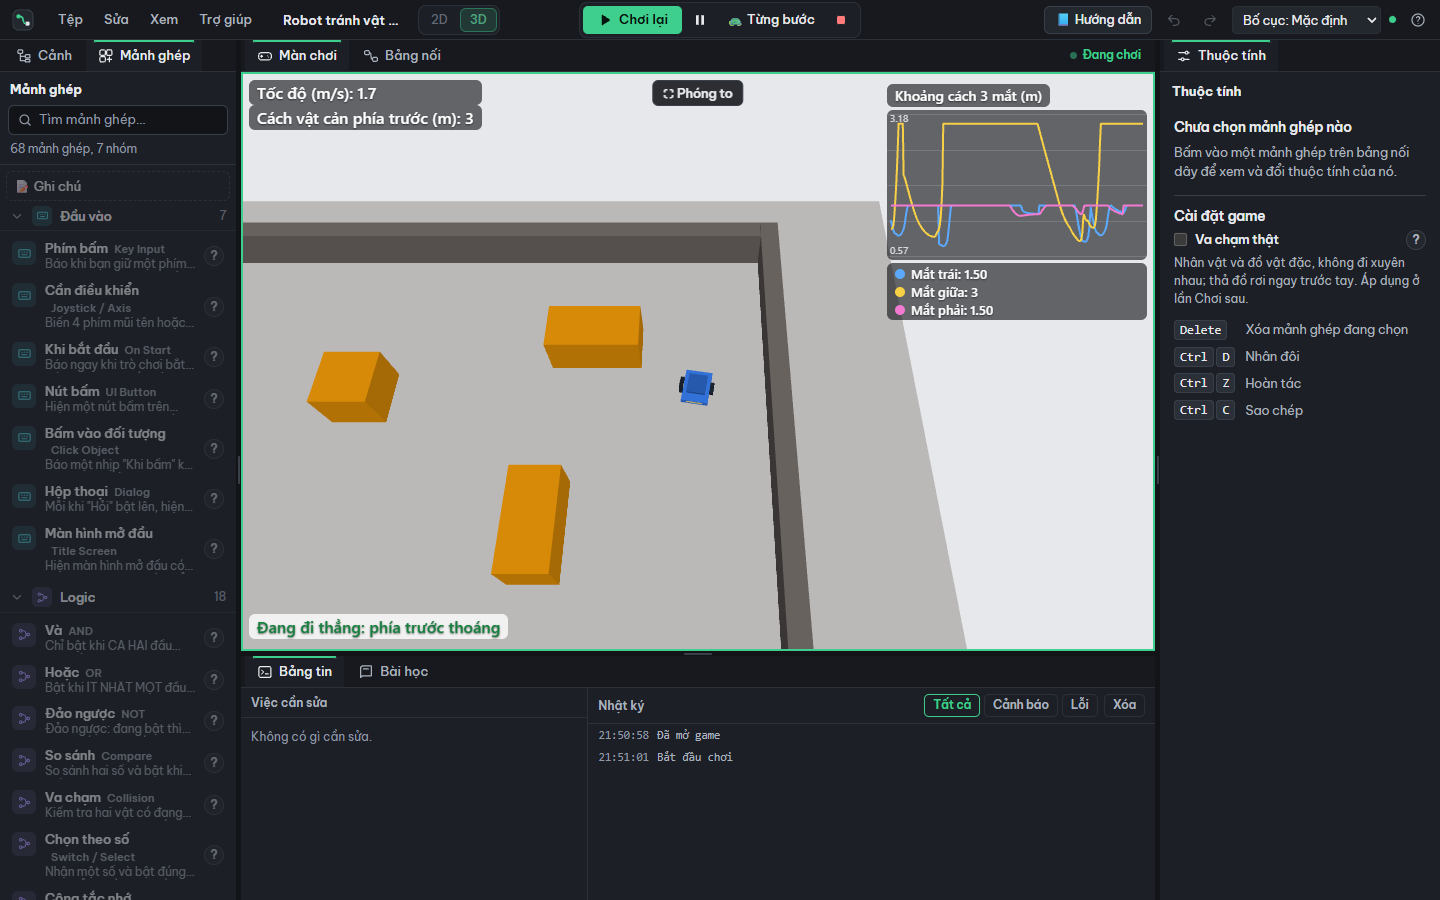 Tệp Sửa Xem Trợ giúp Robot tránh vật ... 2D 3D Chơi lại Từng bước Hướng dẫn Bố cục: Mặc định
Cảnh Mảnh ghép
Mảnh ghép
Tìm mảnh ghép...
68 mảnh ghép, 7 nhóm
Ghi chú
Đầu vào 7
Phím bấm Key Input ?
Báo khi bạn giữ một phím...
Cần điều khiển
Joystick / Axis ?
Biến 4 phím mũi tên hoặc...
Khi bắt đầu On Start ?
Báo ngay khi trò chơi bắt...
Nút bấm UI Button ?
Hiện một nút bấm trên...
Bấm vào đối tượng
Click Object ?
Báo một nhịp "Khi bấm" k...
Hộp thoại Dialog ?
Mỗi khi "Hỏi" bật lên, hiện...
Màn hình mở đầu
Title Screen ?
Hiện màn hình mở đầu có...
Logic 18
Và AND ?
Chỉ bật khi CẢ HAI đầu...
Hoặc OR ?
Bật khi ÍT NHẤT MỘT đầu...
Đảo ngược NOT ?
Đảo ngược: đang bật thì...
So sánh Compare ?
So sánh hai số và bật khi...
Va chạm Collision ?
Kiểm tra hai vật có đang...
Chọn theo số
Switch / Select ?
Nhận một số và bật đúng...
Công tắc nhớ
Màn chơi Bảng nối Đang chơi
Tốc độ (m/s): 1.7
Cách vật cản phía trước (m): 3
Phóng to
Khoảng cách 3 mắt (m)
3.18
0.57
Mắt trái: 1.50
Mắt giữa: 3
Mắt phải: 1.50
Đang đi thẳng: phía trước thoáng
Bảng tin Bài học
Việc cần sửa
Không có gì cần sửa.
Nhật ký Tất cả Cảnh báo Lỗi Xóa
21:50:58 Đã mở game
21:51:01 Bắt đầu chơi
Thuộc tính
Thuộc tính
Chưa chọn mảnh ghép nào
Bấm vào một mảnh ghép trên bảng nối
dây để xem và đổi thuộc tính của nó.
Cài đặt game
Va chạm thật ?
Nhân vật và đồ vật đặc, không đi xuyên
nhau; thả đồ rơi ngay trước tay. Áp dụng ở
lần Chơi sau.
Delete Xóa mảnh ghép đang chọn
Ctrl D Nhân đôi
Ctrl Z Hoàn tác
Ctrl C Sao chép